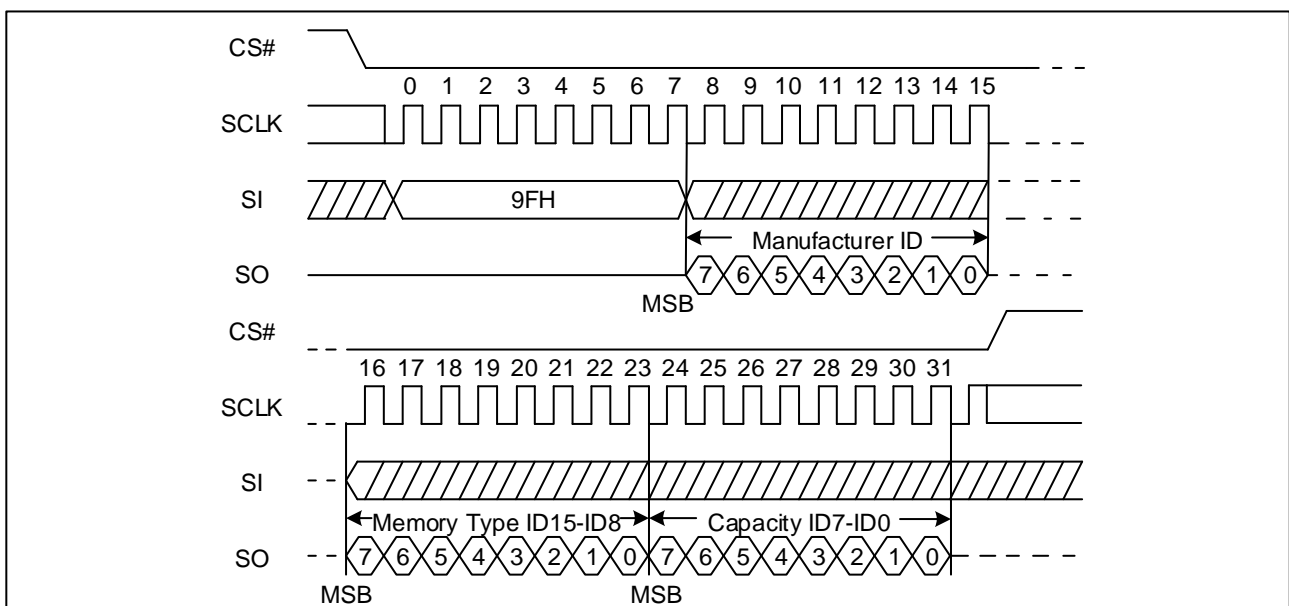 CS#
0 1 2 3 4 5 6 7 8 9 10 11 12 13 14 15
SCLK
SI 9FH
Manufacturer ID
SO 7 6 5 4 3 2 1 0
MSB
CS#
16 17 18 19 20 21 22 23 24 25 26 27 28 29 30 31
SCLK
SI
Memory Type ID15-ID8 Capacity ID7-ID0
SO 7 6 5 4 3 2 1 0 7 6 5 4 3 2 1 0
MSB MSB